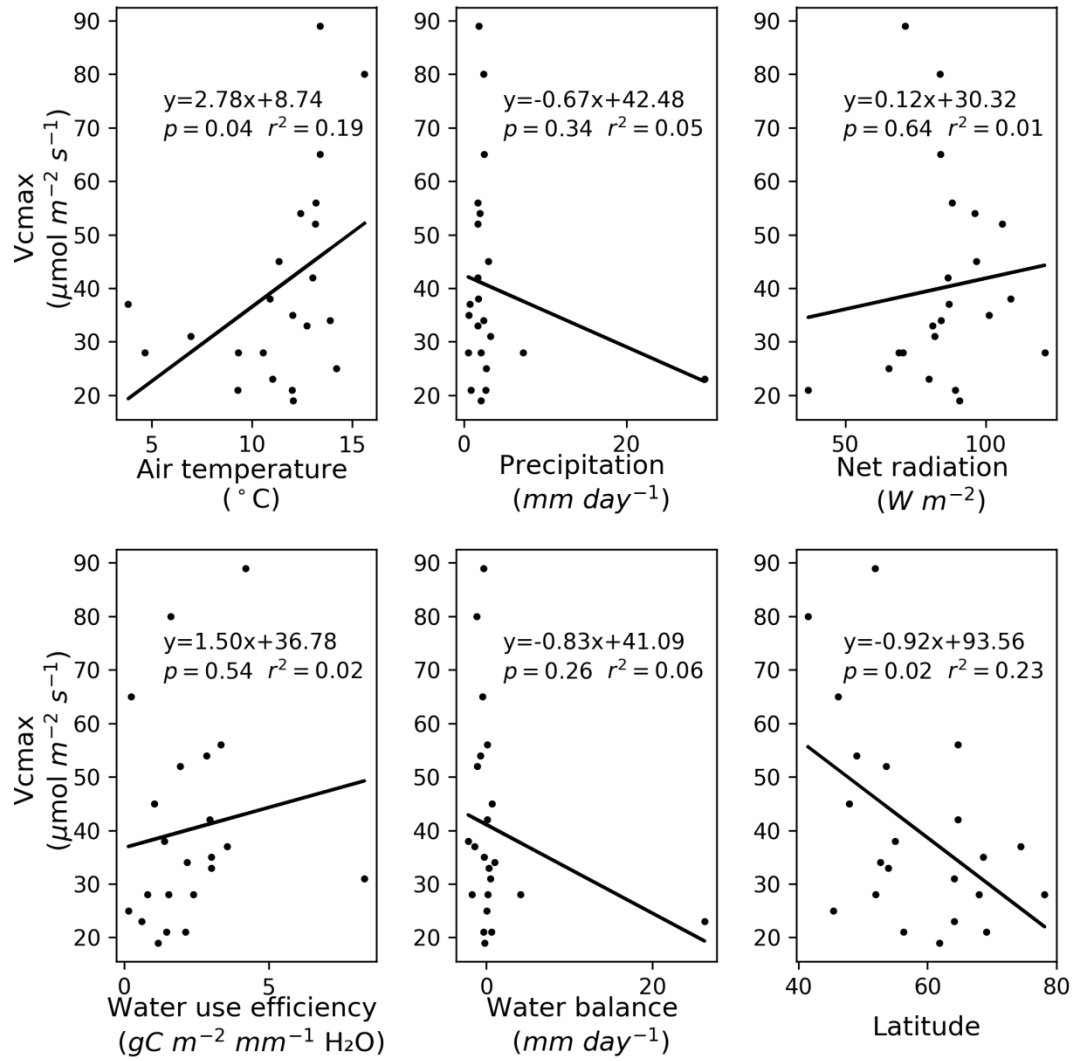 90
80
70
60
50
40
30
20
Vcmax
(μmol m⁻² s⁻¹)
y=2.78x+8.74
p = 0.04 r² = 0.19
5 10 15
Air temperature
(°C)
y=-0.67x+42.48
p = 0.34 r² = 0.05
0 20
Precipitation
(mm day⁻¹)
y=0.12x+30.32
p = 0.64 r² = 0.01
50 100
Net radiation
(W m⁻²)
90
80
70
60
50
40
30
20
Vcmax
(μmol m⁻² s⁻¹)
y=1.50x+36.78
p = 0.54 r² = 0.02
0 5
Water use efficiency
(gC m⁻² mm⁻¹ H₂O)
y=-0.83x+41.09
p = 0.26 r² = 0.06
0 20
Water balance
(mm day⁻¹)
y=-0.92x+93.56
p = 0.02 r² = 0.23
40 60 80
Latitude